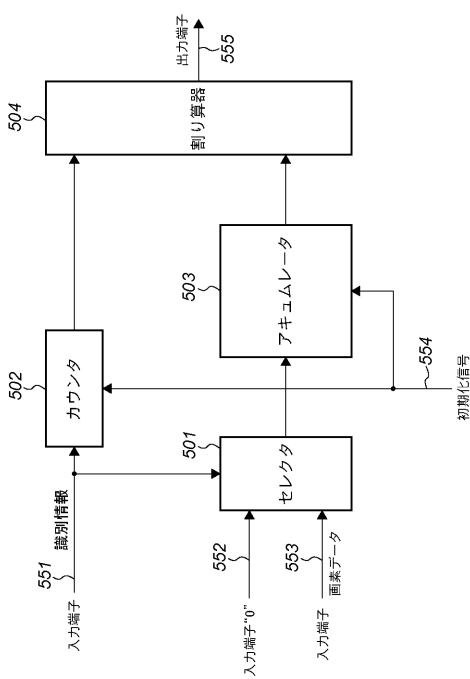 504
割り算器
出力端子
555
503
アキュムレータ
502
カウンタ
501
セレクタ
554
初期化信号
識別情報
551
入力端子
552
入力端子“0”
553
画素データ
入力端子